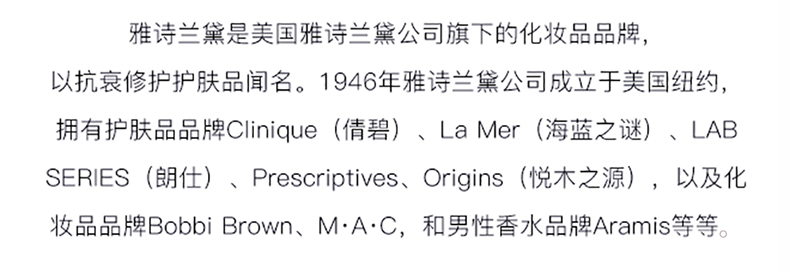 雅诗兰黛是美国雅诗兰黛公司旗下的化妆品品牌，
以抗衰修护护肤品闻名。1946年雅诗兰黛公司成立于美国纽约，
拥有护肤品品牌Clinique（倩碧）、La Mer（海蓝之谜）、LAB
SERIES（朗仕）、Prescriptives、Origins（悦木之源），以及化
妆品品牌Bobbi Brown、M·A·C，和男性香水品牌Aramis等等。